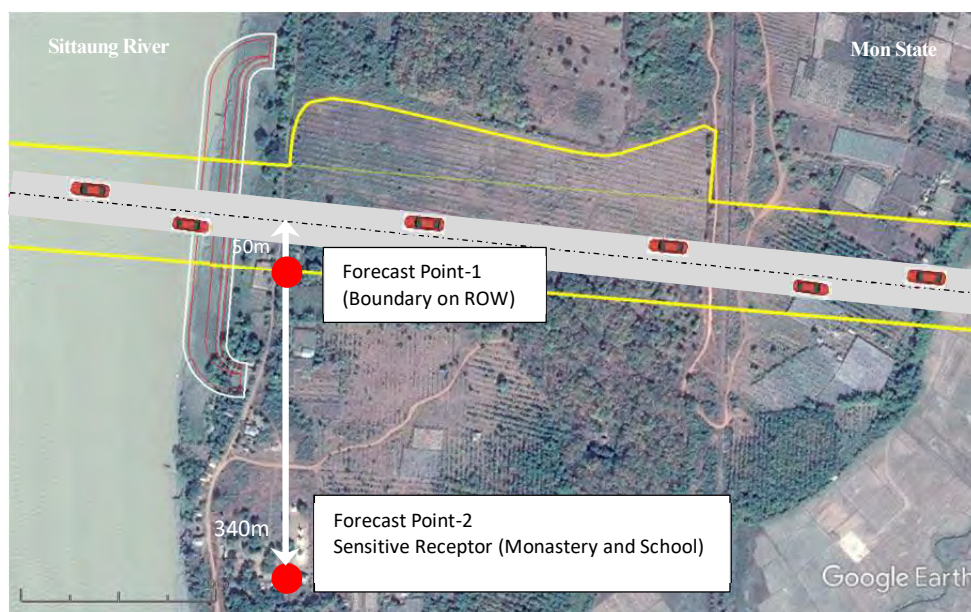 Sittaung River
Mon State
50m
Forecast Point-1
(Boundary on ROW)
340m
Forecast Point-2
Sensitive Receptor (Monastery and School)
Google Earth